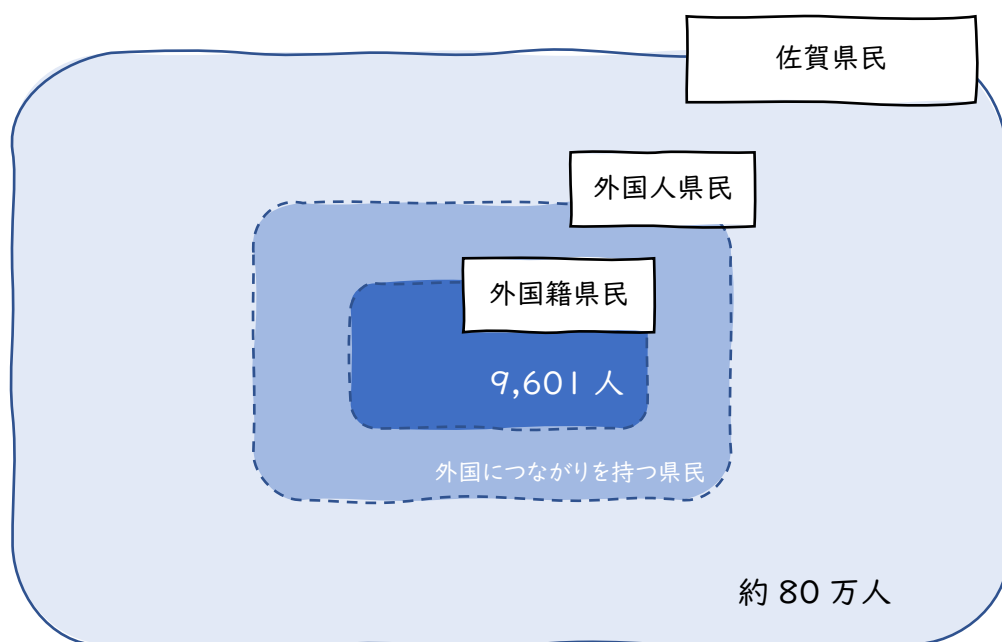 佐賀県民
外国人県民
外国籍県民
9,601 人
外国につながりを持つ県民
約 80 万人